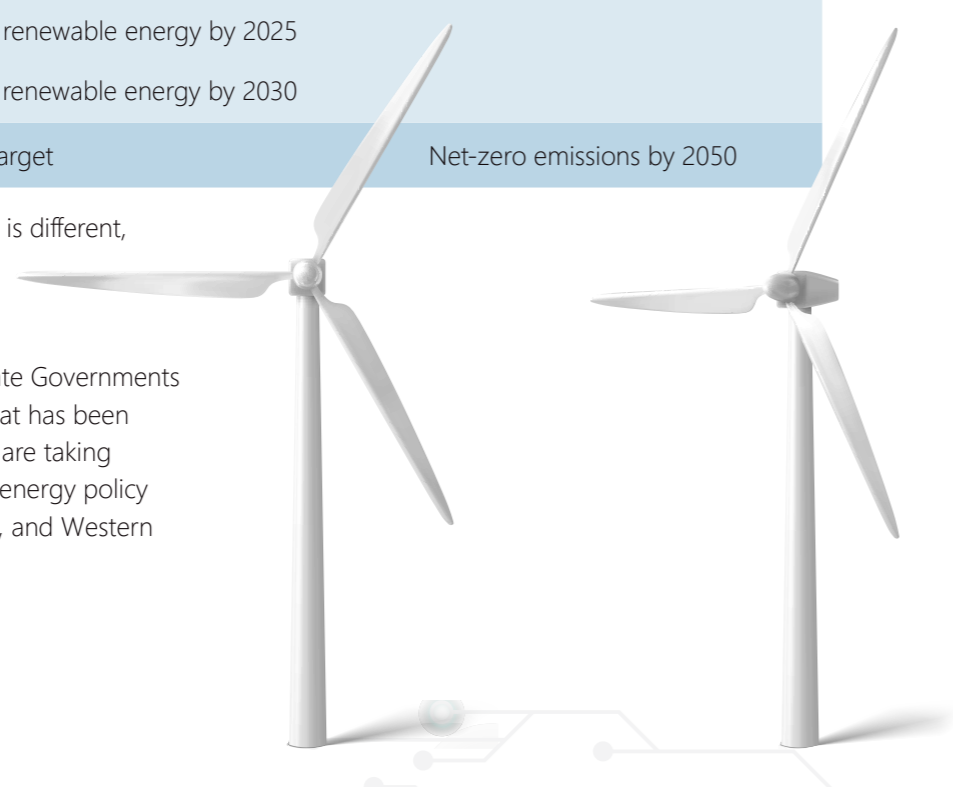 renewable energy by 2025
renewable energy by 2030
arget Net-zero emissions by 2050
is different,
te Governments
at has been
are taking
energy policy
, and Western